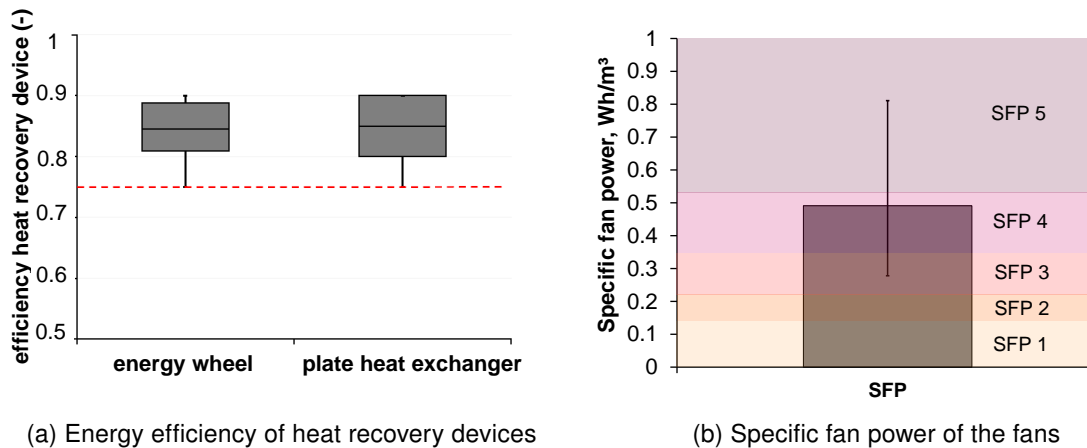 efficiency heat recovery device (-)
1
0.9
0.8
0.7
0.6
0.5
energy wheel
plate heat exchanger
(a) Energy efficiency of heat recovery devices
Specific fan power, Wh/m³
1
0.9
0.8
0.7
0.6
0.5
0.4
0.3
0.2
0.1
0
SFP 5
SFP 4
SFP 3
SFP 2
SFP 1
SFP
(b) Specific fan power of the fans